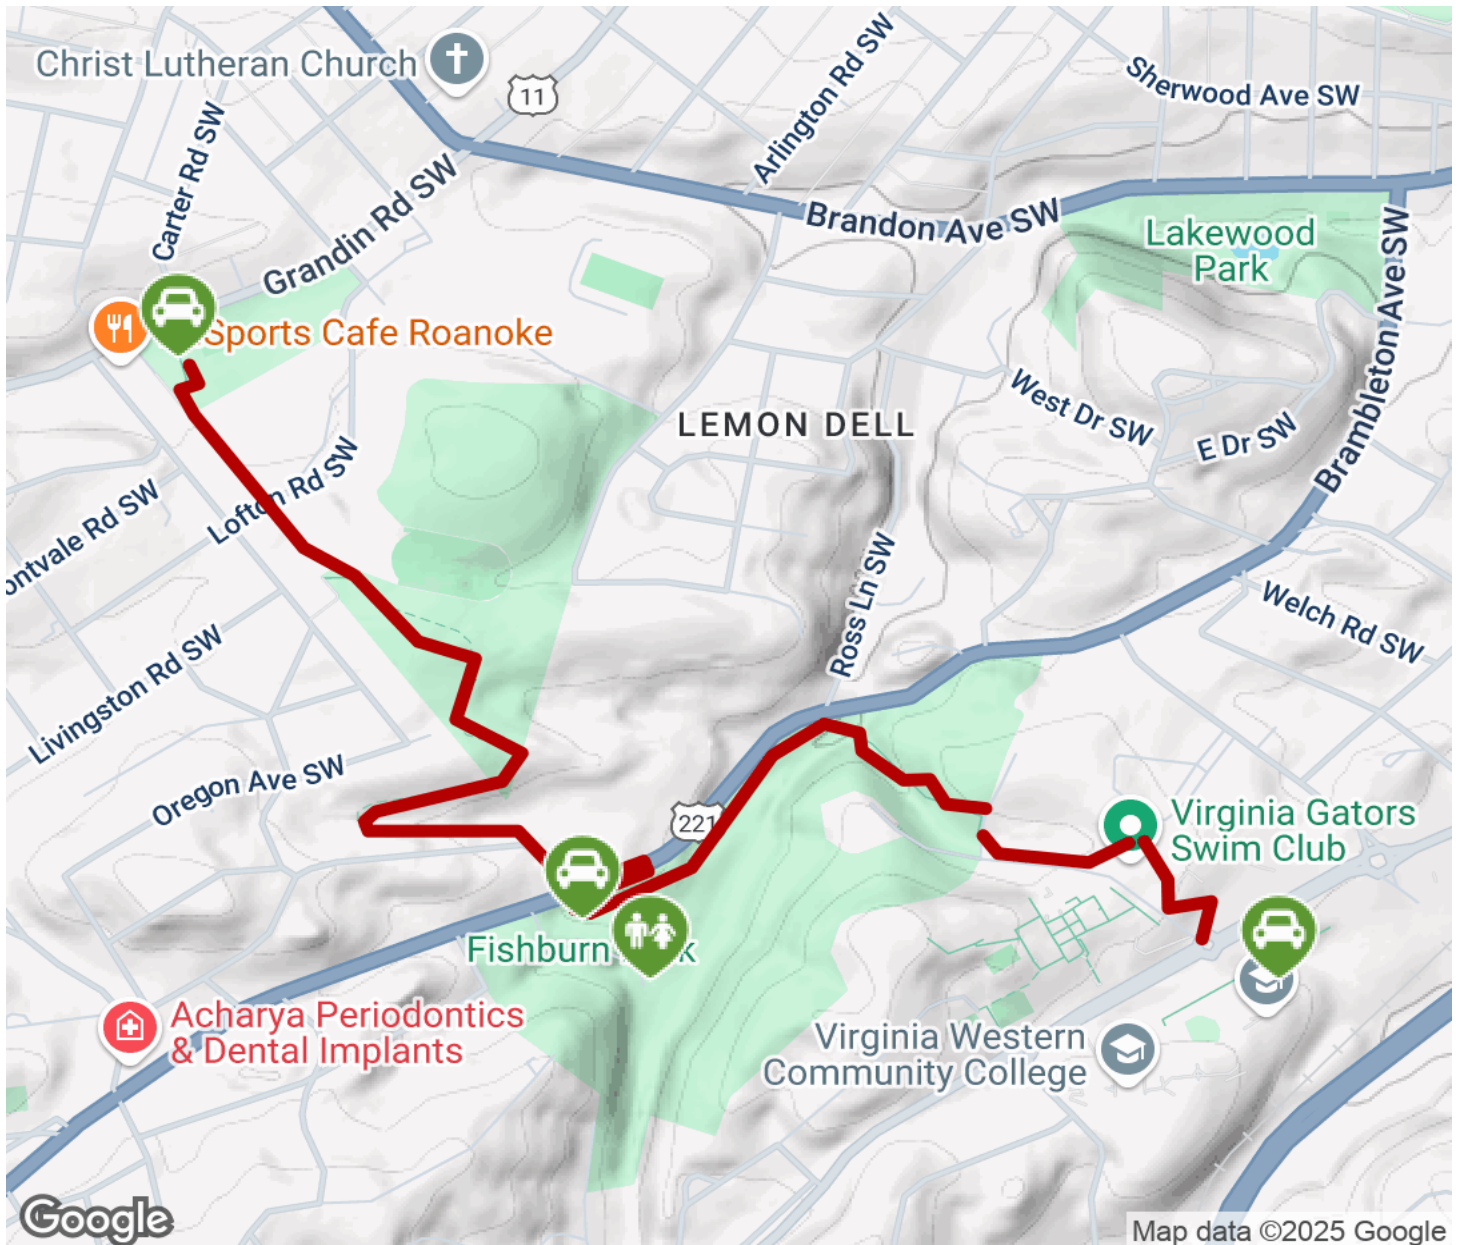 Christ Lutheran Church
11
Carter Rd SW
Grandin Rd SW
Arlington Rd SW
Sherwood Ave SW
Brandon Ave SW
Lakewood
Park
Brambleton Ave SW
Sports Cafe Roanoke
LEMON DELL
West Dr SW
E Dr SW
Lofton Rd SW
ontvale Rd SW
Ross Ln SW
Welch Rd SW
Livingston Rd SW
Oregon Ave SW
221
Virginia Gators
Swim Club
Fishburn
Acharya Periodontics
& Dental Implants
Virginia Western
Community College
Google
Map data ©2025 Google